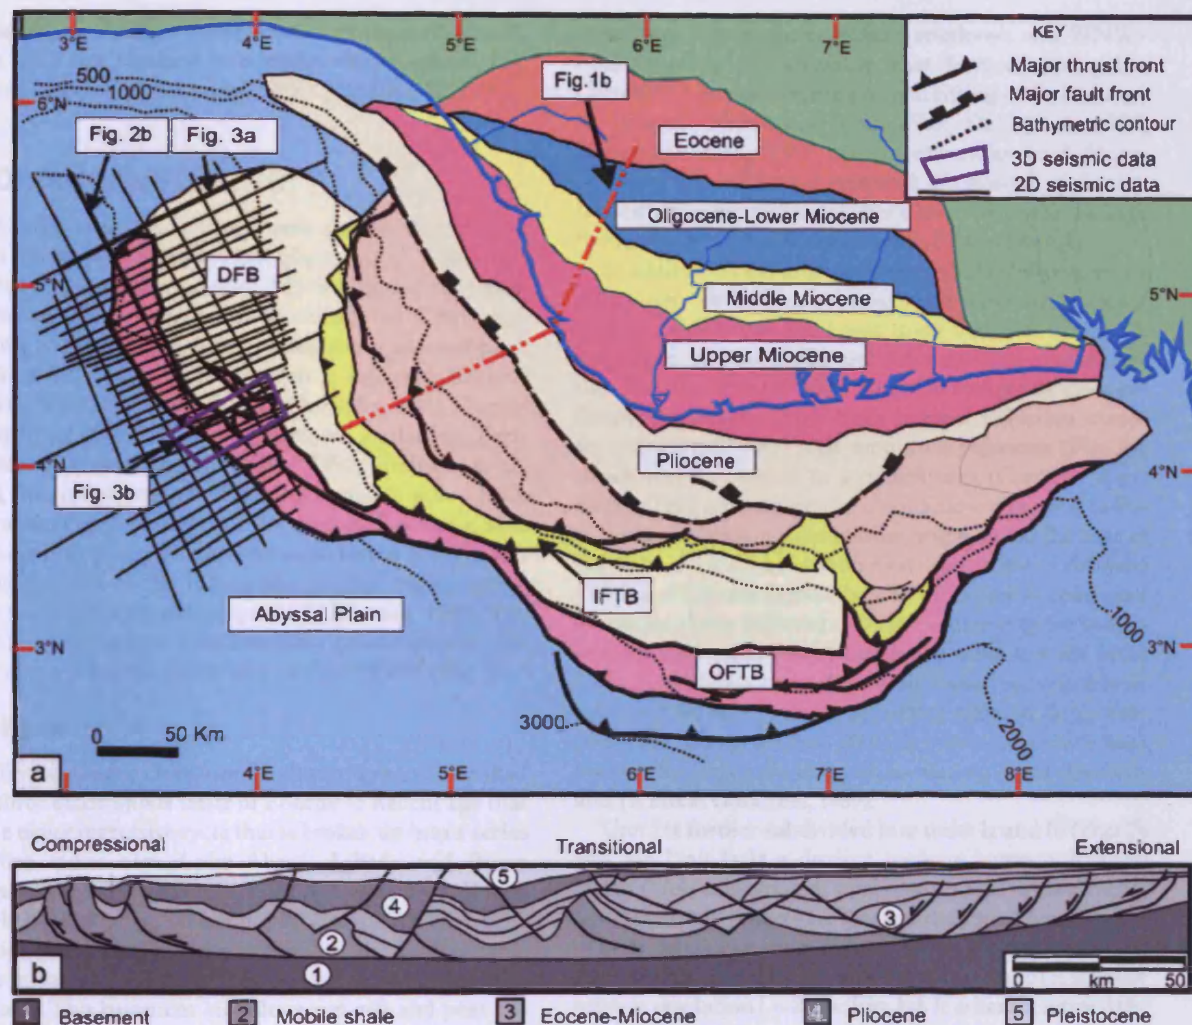 3°E 4°E 5°E 6°E 7°E
KEY
Major thrust front
Major fault front
Bathymetric contour
3D seismic data
2D seismic data
500
1000
6°N
Fig. 2b
Fig. 3a
Fig.1b
Eocene
Oligocene-Lower Miocene
DFB
5°N
5°N
Middle Miocene
Upper Miocene
4°N
4°N
Pliocene
Fig. 3b
IFTB
Abyssal Plain
1000
3°N
3°N
OFTB
3000
2000
0 50 Km
a
4°E 5°E 6°E 7°E 8°E
Compressional Transitional Extensional
5
4
3
2
1
b
0 km 50
1 Basement 2 Mobile shale 3 Eocene-Miocene 4 Pliocene 5 Pleistocene